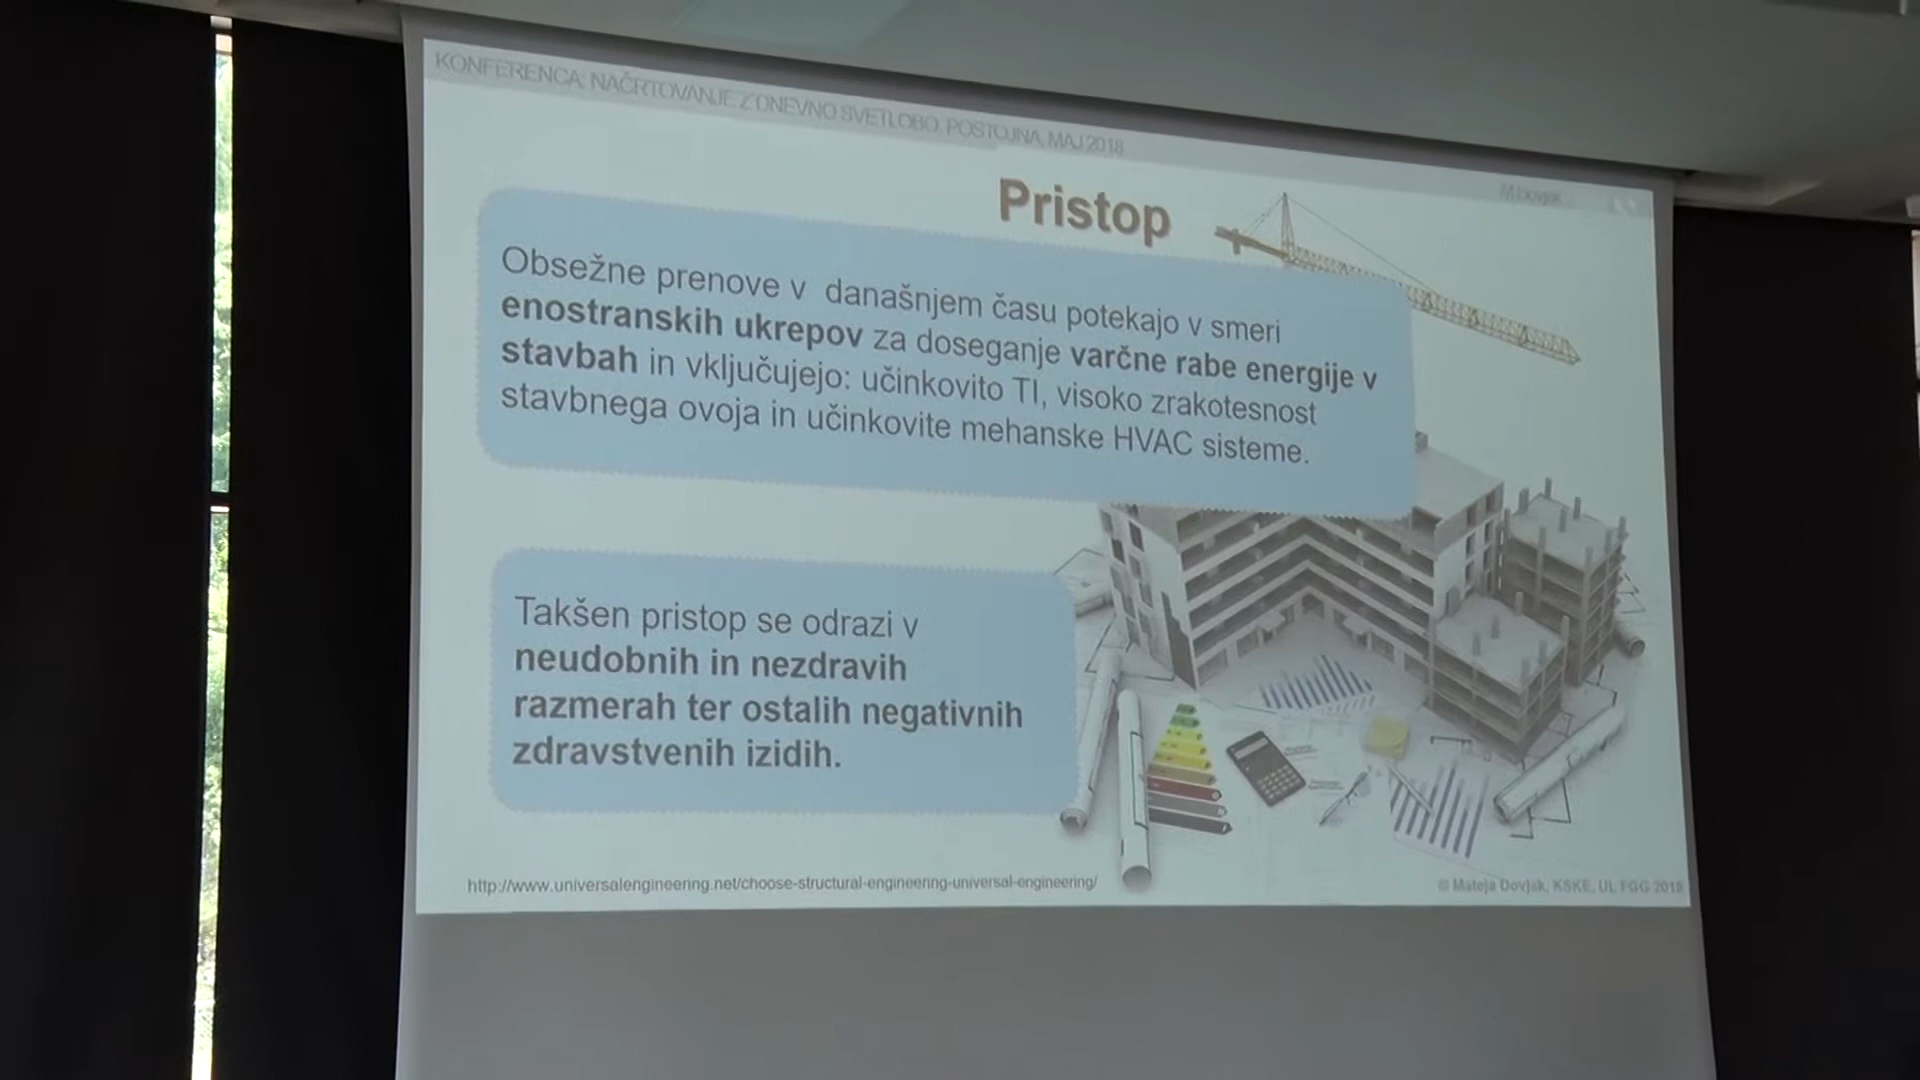 KONFERENCA, NAČRTOVANJE Z DNEVNO SVETLOBO, POSTOJNA, MAJ 2018
M Dovjak
Pristop
Obsežne prenove v današnjem času potekajo v smeri
enostranskih ukrepov za doseganje varčne rabe energije v
stavbah in vključujejo: učinkovito TI, visoko zrakotesnost
stavbnega ovoja in učinkovite mehanske HVAC sisteme.
Takšen pristop se odrazi v
neudobnih in nezdravih
razmerah ter ostalih negativnih
zdravstvenih izidih.
http://www.universalengineering.net/choose-structural-engineering-universal-engineering/
© Mateja Dovjak, KSKE, UL FGG 2018